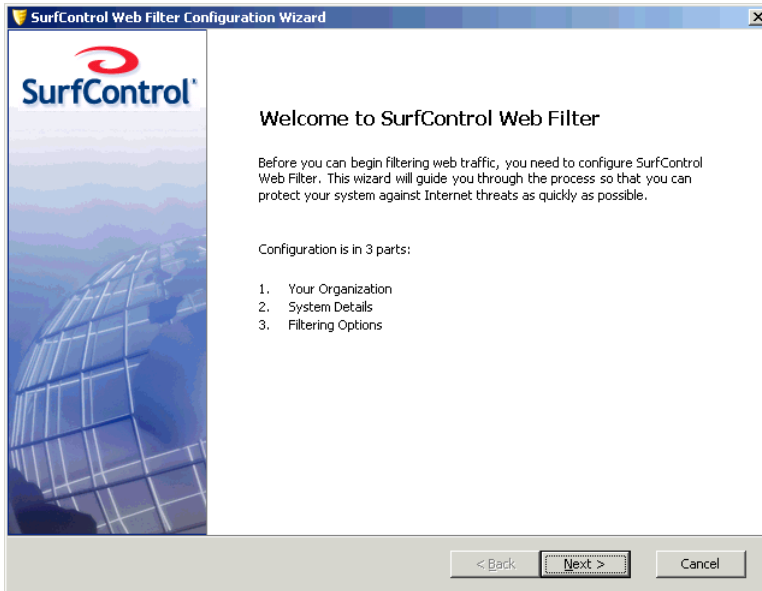 SurfControl Web Filter Configuration Wizard
SurfControl
Welcome to SurfControl Web Filter
Before you can begin filtering web traffic, you need to configure SurfControl
Web Filter. This wizard will guide you through the process so that you can
protect your system against Internet threats as quickly as possible.
Configuration is in 3 parts:
1. Your Organization
2. System Details
3. Filtering Options
< Back Next > Cancel